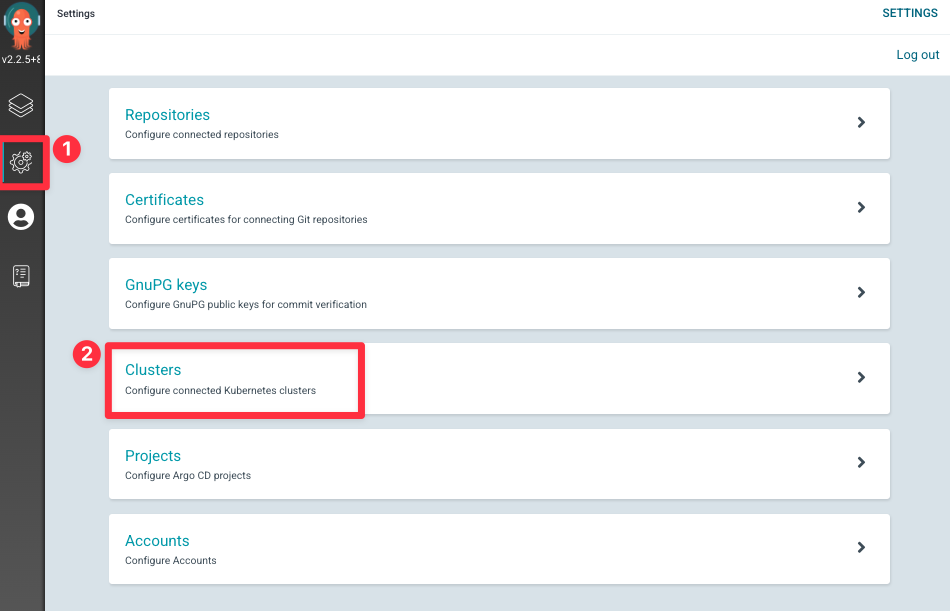 Settings
SETTINGS
v2.2.5+8
Log out
1
Repositories
Configure connected repositories
Certificates
Configure certificates for connecting Git repositories
GnuPG keys
Configure GnuPG public keys for commit verification
2
Clusters
Configure connected Kubernetes clusters
Projects
Configure Argo CD projects
Accounts
Configure Accounts